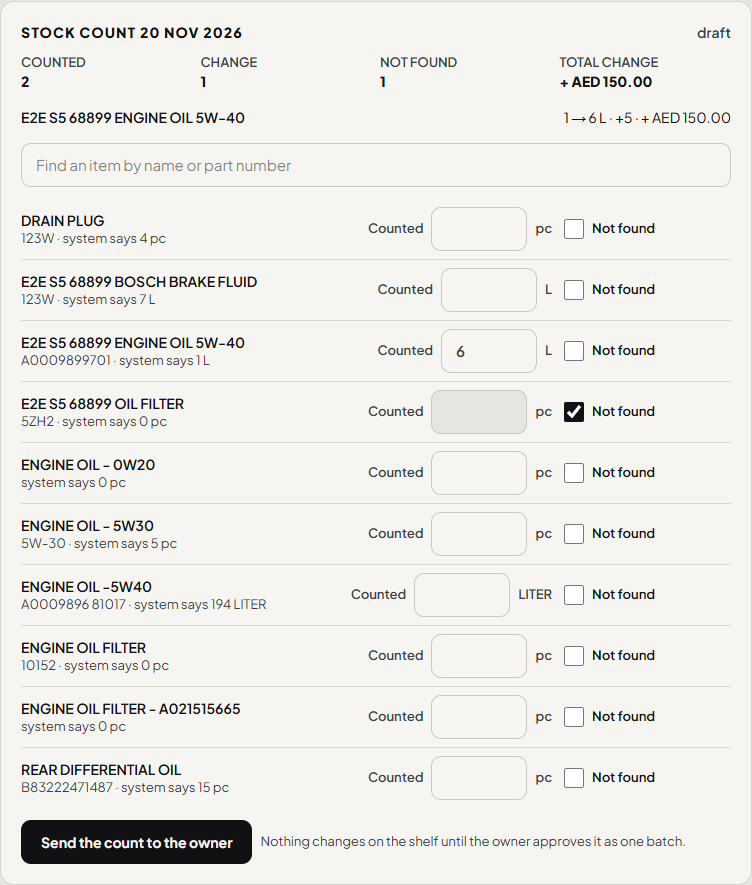 STOCK COUNT 20 NOV 2026 draft
COUNTED CHANGE NOT FOUND TOTAL CHANGE
2 1 1 + AED 150.00
E2E S5 68899 ENGINE OIL 5W-40 1 → 6 L · +5 · + AED 150.00
Find an item by name or part number
DRAIN PLUG
123W · system says 4 pc
Counted pc Not found
E2E S5 68899 BOSCH BRAKE FLUID
123W · system says 7 L
Counted L Not found
E2E S5 68899 ENGINE OIL 5W-40
A0009899701 · system says 1 L
Counted 6 L Not found
E2E S5 68899 OIL FILTER
5ZH2 · system says 0 pc
Counted pc Not found
ENGINE OIL - 0W20
system says 0 pc
Counted pc Not found
ENGINE OIL - 5W30
5W-30 · system says 5 pc
Counted pc Not found
ENGINE OIL -5W40
A0009896 81017 · system says 194 LITER
Counted LITER Not found
ENGINE OIL FILTER
10152 · system says 0 pc
Counted pc Not found
ENGINE OIL FILTER - A021515665
system says 0 pc
Counted pc Not found
REAR DIFFERENTIAL OIL
B83222471487 · system says 15 pc
Counted pc Not found
Send the count to the owner Nothing changes on the shelf until the owner approves it as one batch.